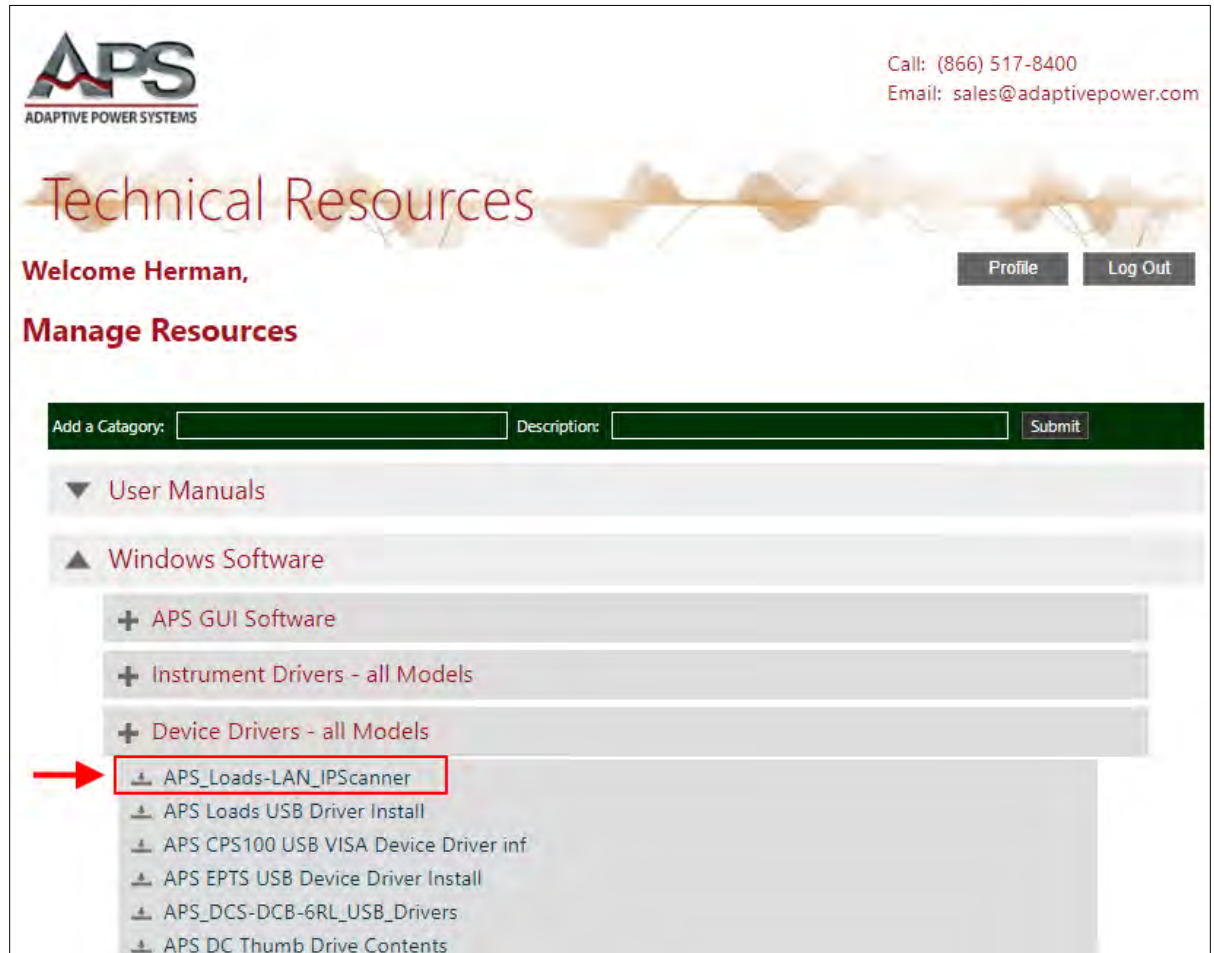 APS
ADAPTIVE POWER SYSTEMS
Call: (866) 517-8400
Email: sales@adaptivepower.com
Technical Resources
Welcome Herman,
Profile Log Out
Manage Resources
Add a Catagory: Description: Submit
User Manuals
Windows Software
APS GUI Software
Instrument Drivers - all Models
Device Drivers - all Models
APS_Loads-LAN_IPScanner
APS Loads USB Driver Install
APS CPS100 USB VISA Device Driver inf
APS EPTS USB Device Driver Install
APS_DCS-DCB-6RL_USB_Drivers
APS DC Thumb Drive Contents